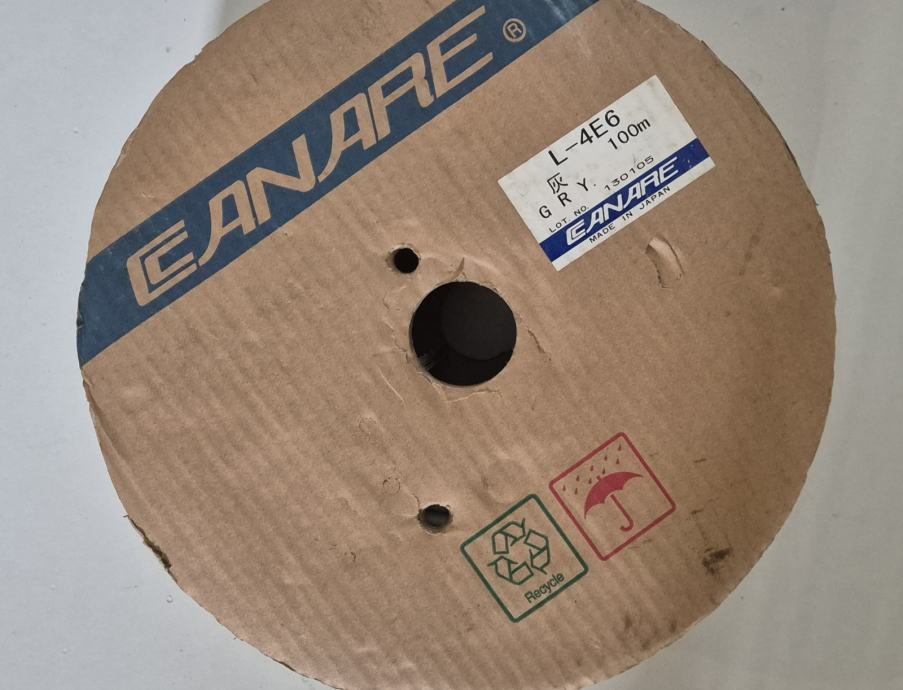 CANARE®
L-4E6
100m
灰
GRY.
LOT. NO. 130105
CANARE
MADE IN JAPAN
Recycle